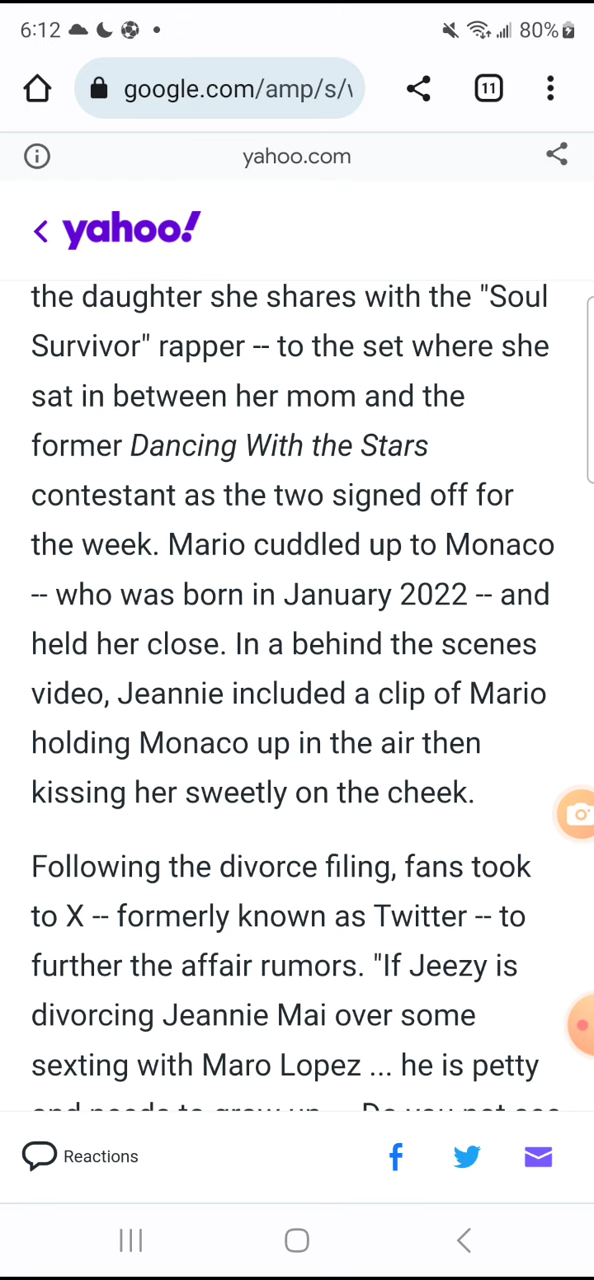 6:12
80%
google.com/amp/s/
11
yahoo.com
yahoo!
the daughter she shares with the "Soul
Survivor" rapper -- to the set where she
sat in between her mom and the
former Dancing With the Stars
contestant as the two signed off for
the week. Mario cuddled up to Monaco
-- who was born in January 2022 -- and
held her close. In a behind the scenes
video, Jeannie included a clip of Mario
holding Monaco up in the air then
kissing her sweetly on the cheek.
Following the divorce filing, fans took
to X -- formerly known as Twitter -- to
further the affair rumors. "If Jeezy is
divorcing Jeannie Mai over some
sexting with Maro Lopez ... he is petty
Reactions